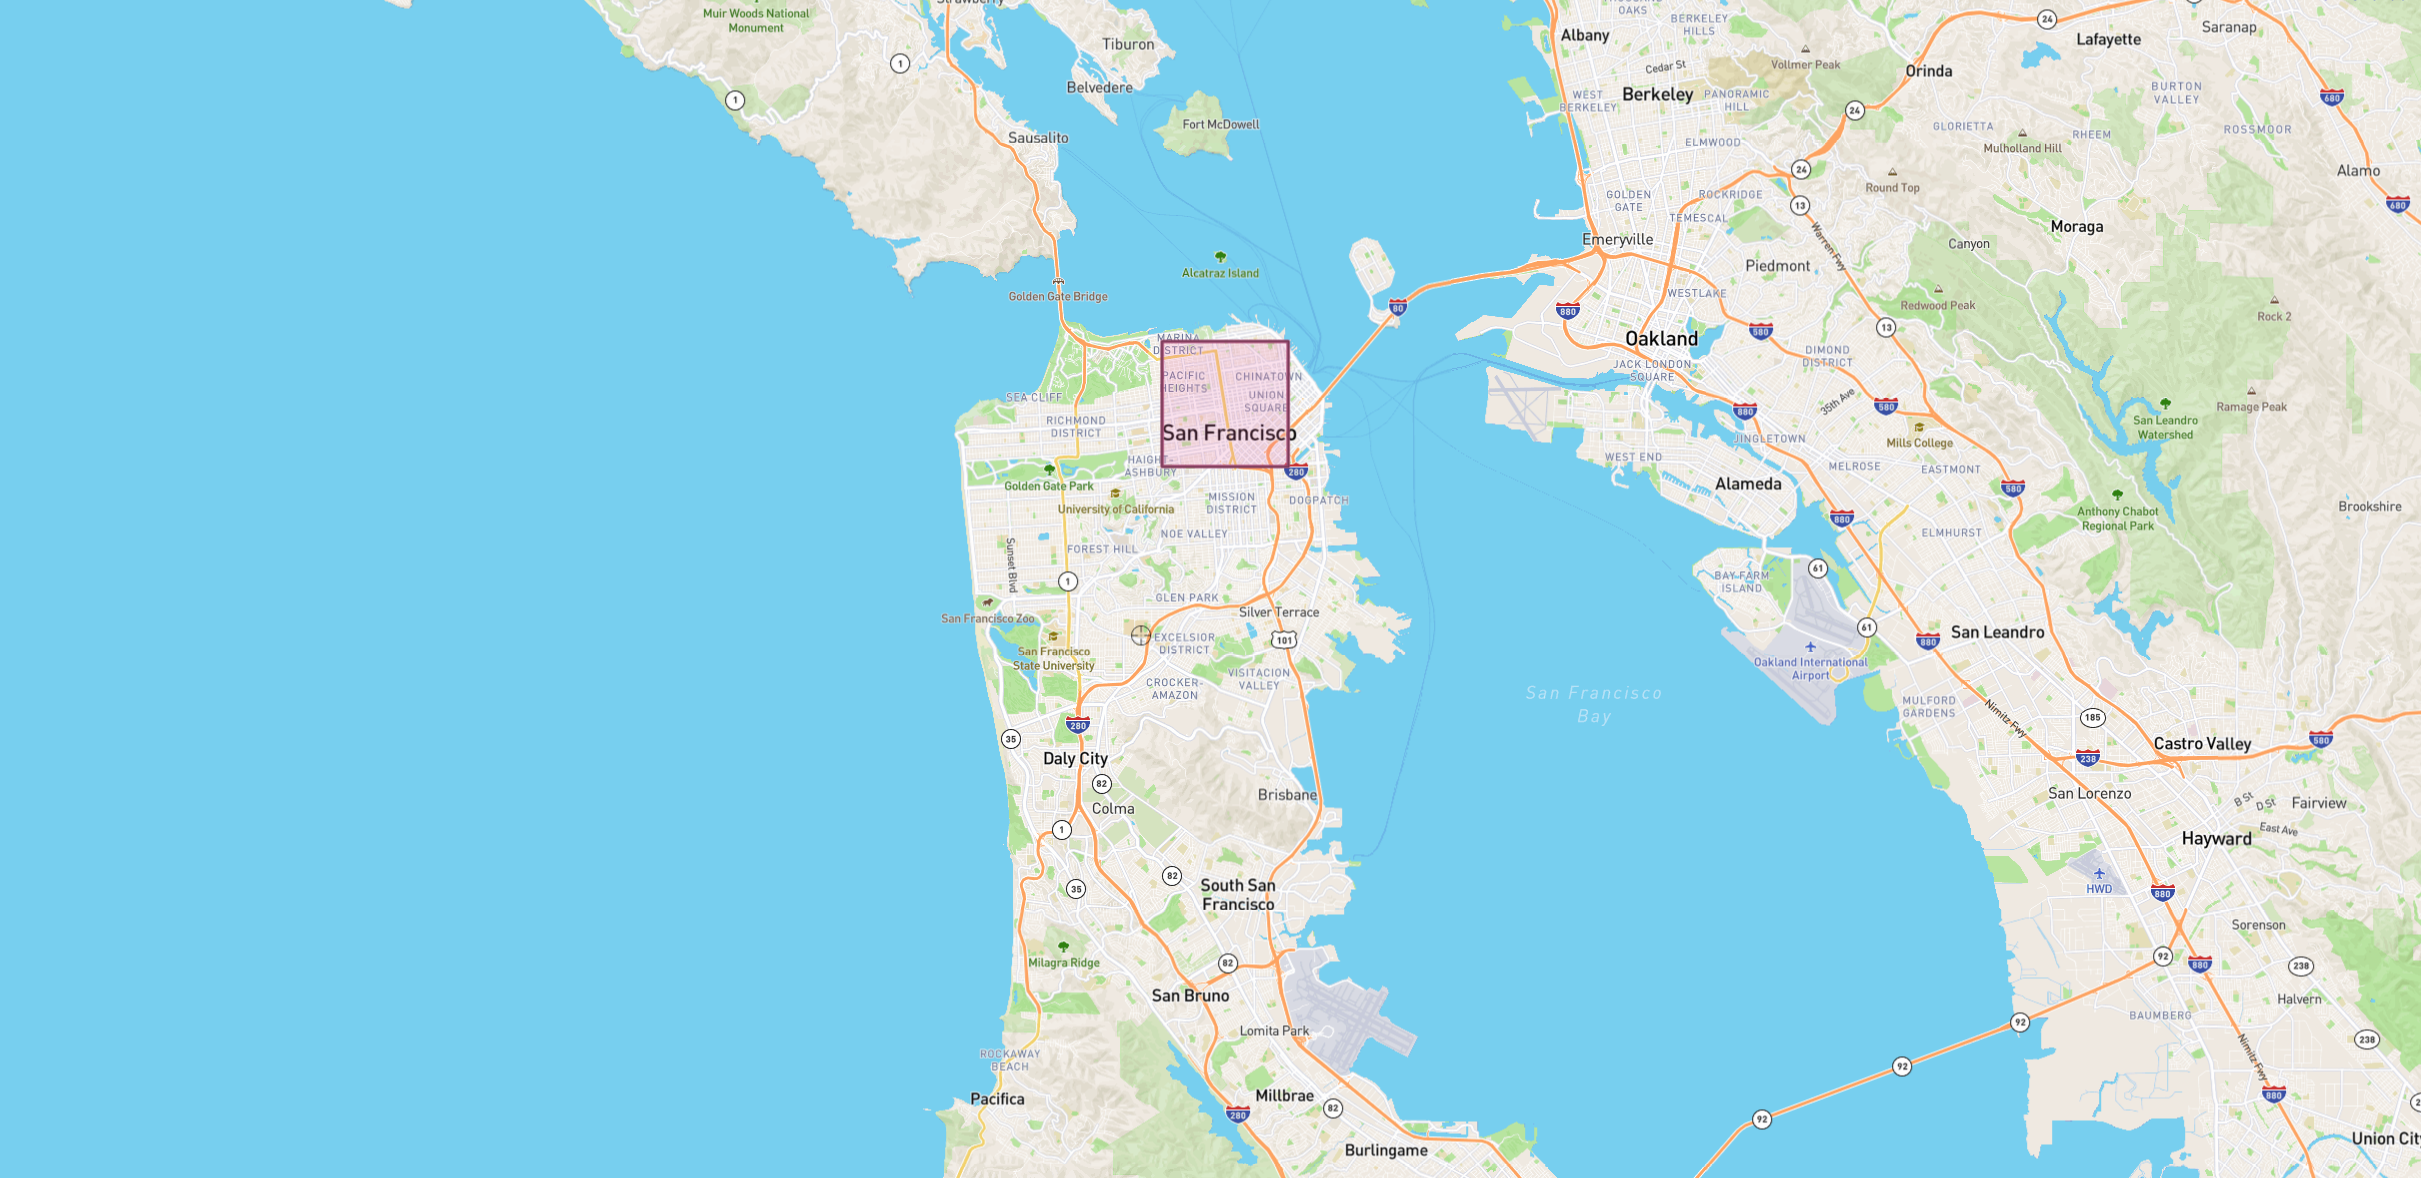 Muir Woods National
Monument
Strawberry
Tiburon
Belvedere
Fort McDowell
Sausalito
1
1
Alcatraz Island
Golden Gate Bridge
Albany
OAKS
BERKELEY
HILLS
Cedar St
Vollmer Peak
WEST
BERKELEY
Berkeley
PANORAMIC
HILL
24
Lafayette
Saranap
Orinda
BURTON
VALLEY
680
24
GLORIETTA
RHEEM
ROSSMOOR
ELMWOOD
Mulholland Hill
24
Alamo
Round Top
GOLDEN
GATE
ROCKRIDGE
TEMESCAL
13
680
Moraga
Emeryville
Warren Fwy
Canyon
Piedmont
WESTLAKE
Redwood Peak
Rock 2
80
880
580
13
Oakland
JACK LONDON
SQUARE
DIMOND
DISTRICT
35th Ave
880
580
Ramage Peak
San Leandro
Watershed
JINGLETOWN
Mills College
WEST END
MELROSE
EASTMONT
Alameda
580
Anthony Chabot
Regional Park
Brookshire
880
ELMHURST
MARINA
DISTRICT
PACIFIC
HEIGHTS
CHINATOWN
UNION
SQUARE
SEA CLIFF
RICHMOND
DISTRICT
San Francisco
HAIGHT-
ASHBURY
280
Golden Gate Park
University of California
MISSION
DISTRICT
DOGPATCH
NOE VALLEY
FOREST HILL
Sunset Blvd
1
GLEN PARK
Silver Terrace
San Francisco Zoo
EXCELSIOR
DISTRICT
101
San Francisco
State University
CROCKER-
AMAZON
VISITACION
VALLEY
280
35
Daly City
82
Colma
Brisbane
1
82
35
South San
Francisco
Milagra Ridge
82
San Bruno
Lomita Park
ROCKAWAY
BEACH
Pacifica
Millbrae
280
82
Burlingame
San Francisco
Bay
BAY FARM
ISLAND
61
61
Oakland International
Airport
880
San Leandro
MULFORD
GARDENS
Nimitz Fwy
185
238
Castro Valley
580
San Lorenzo
B St
D St
Fairview
East Ave
Hayward
HWD
880
Sorenson
92
880
238
Halvern
BAUMBERG
92
238
Nimitz Fwy
92
880
92
Union Cit